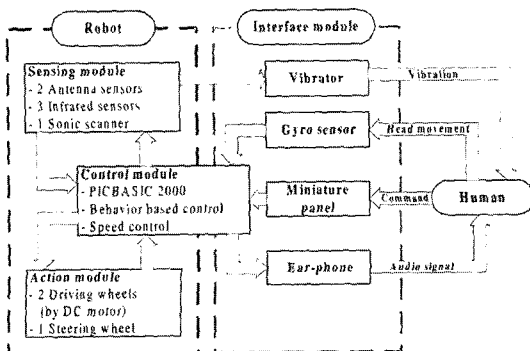 Robot
Interface module
Sensing module
- 2 Antenna sensors
- 3 Infrared sensors
- 1 Sonic scanner
Control module
- PICBASIC 2000
- Behavior based control
- Speed control
Action module
- 2 Driving wheels
(by DC motor)
- 1 Steering wheel
Vibrator
Gyro sensor
Miniature
panel
Ear-phone
Vibration
Head movement
Command
Human
Audio signal